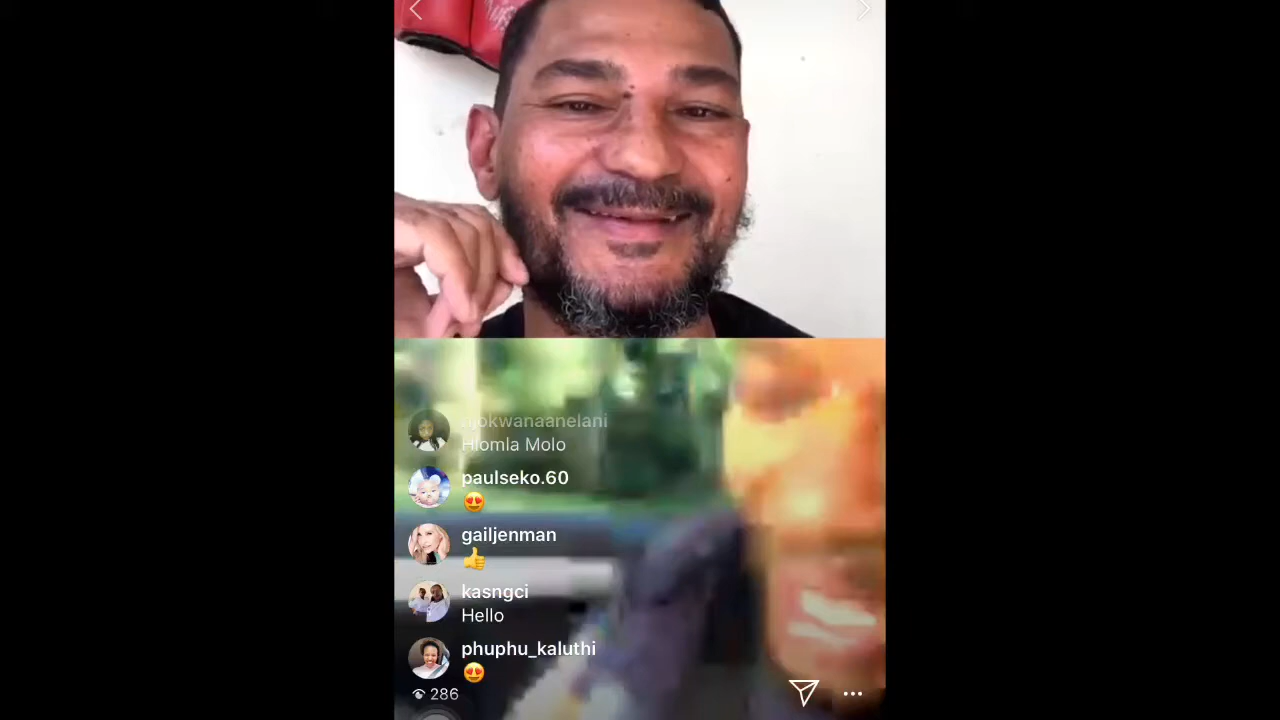 Hlomla Molo
paulseko.60
😍
gailjenman
👍
kasngci
Hello
phuphu_kaluthi
😍
286